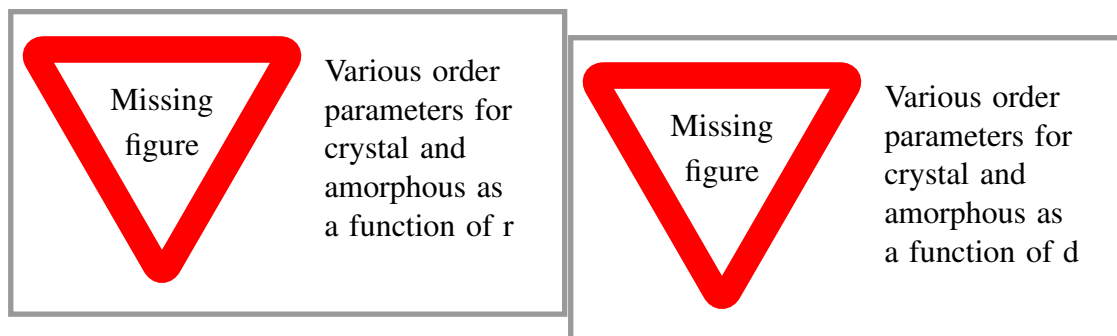 Missing
figure
Various order
parameters for
crystal and
amorphous as
a function of r
Missing
figure
Various order
parameters for
crystal and
amorphous as
a function of d